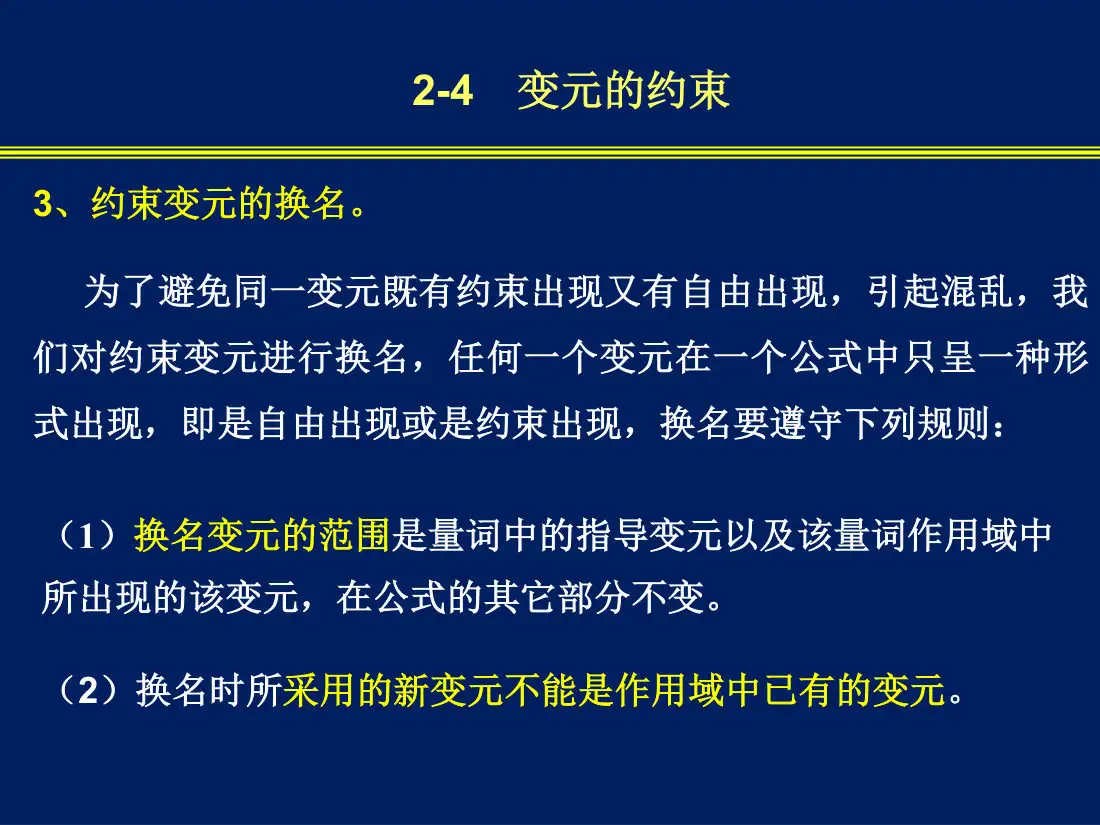 2-4 变元的约束
3、约束变元的换名。
为了避免同一变元既有约束出现又有自由出现，引起混乱，我
们对约束变元进行换名，任何一个变元在一个公式中只呈一种形
式出现，即是自由出现或是约束出现，换名要遵守下列规则：
（1）换名变元的范围是量词中的指导变元以及该量词作用域中
所出现的该变元，在公式的其它部分不变。
（2）换名时所采用的新变元不能是作用域中已有的变元。